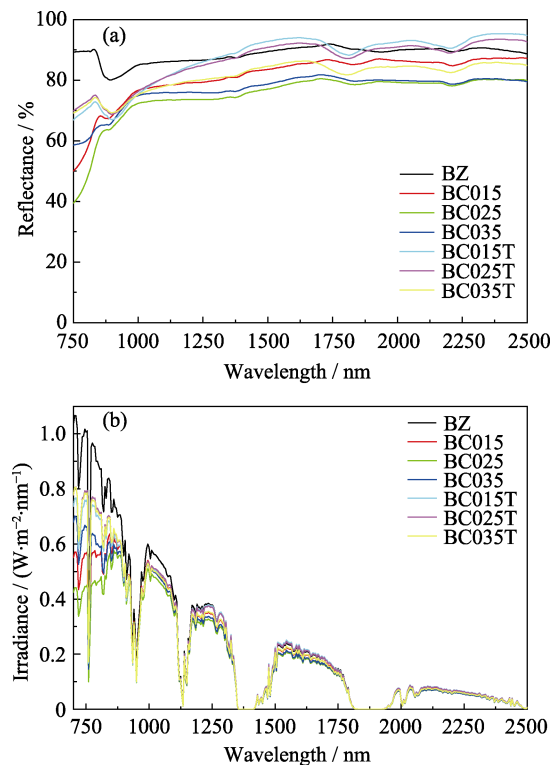 (a)
100
80
60
40
20
0
Reflectance / %
BZ
BC015
BC025
BC035
BC015T
BC025T
BC035T
750 1000 1250 1500 1750 2000 2250 2500
Wavelength / nm
(b)
1.0
0.8
0.6
0.4
0.2
0
Irradiance / (W·m⁻²·nm⁻¹)
BZ
BC015
BC025
BC035
BC015T
BC025T
BC035T
700 1000 1250 1500 1750 2000 2250 2500
Wavelength / nm